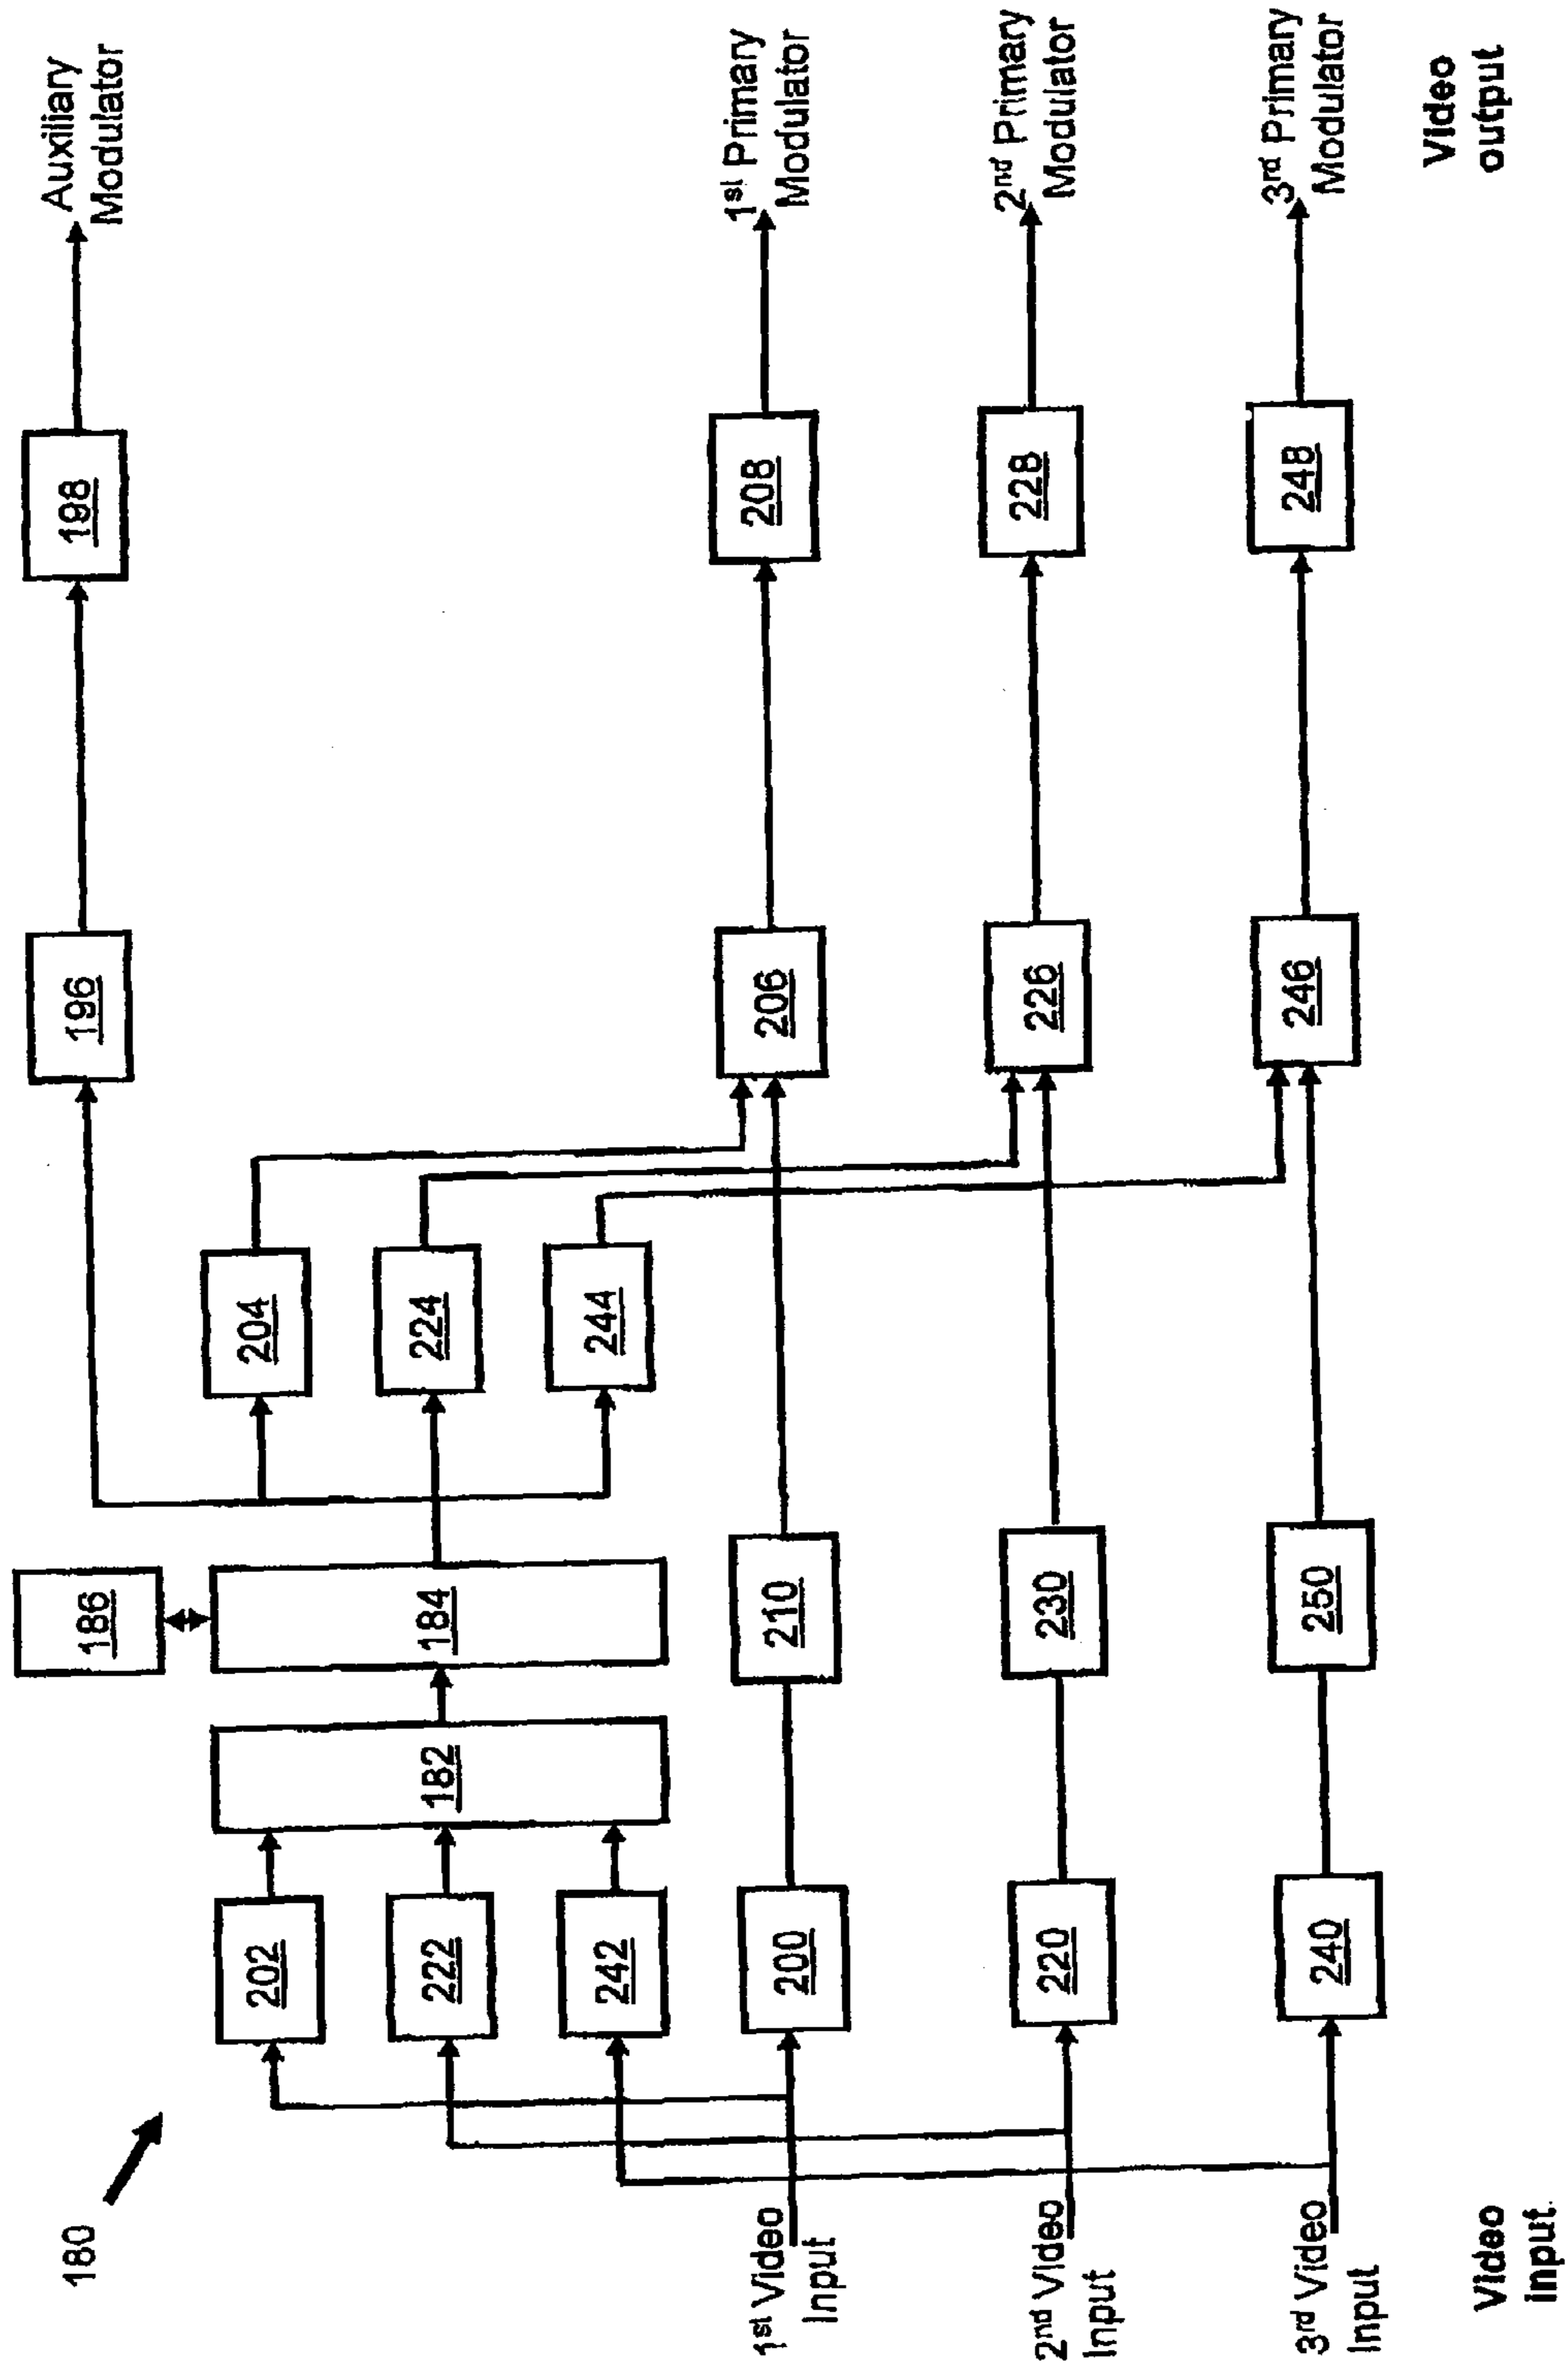 180
Auxiliary
Modulator
198
196
186
204
224
244
184
182
202
222
242
1st Video
Input
200
210
206
208
1st Primary
Modulator
2nd Video
Input
220
230
226
228
2nd Primary
Modulator
3rd Video
Input
240
250
246
248
3rd Primary
Modulator
Video
input
Video
output